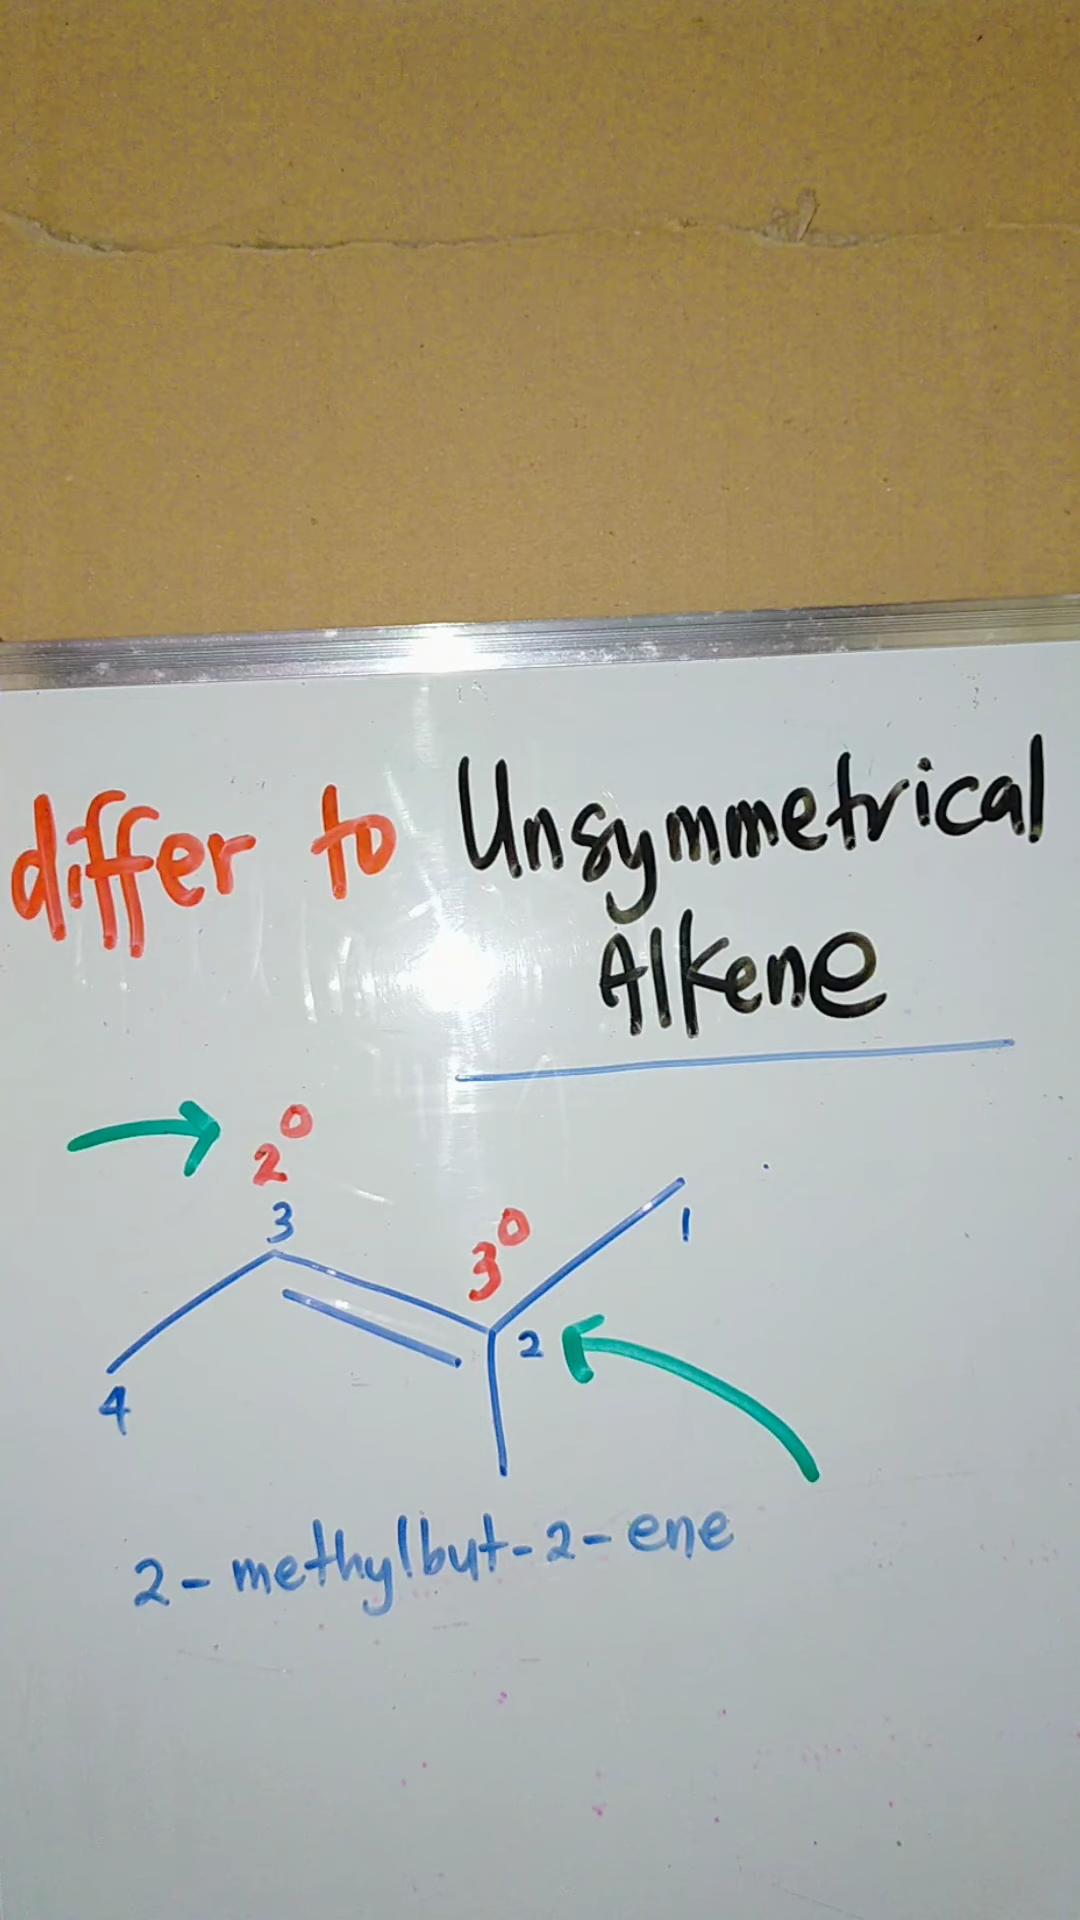 differ to Unsymmetrical
Alkene
2°
3
3°
1
2
4
2-methylbut-2-ene